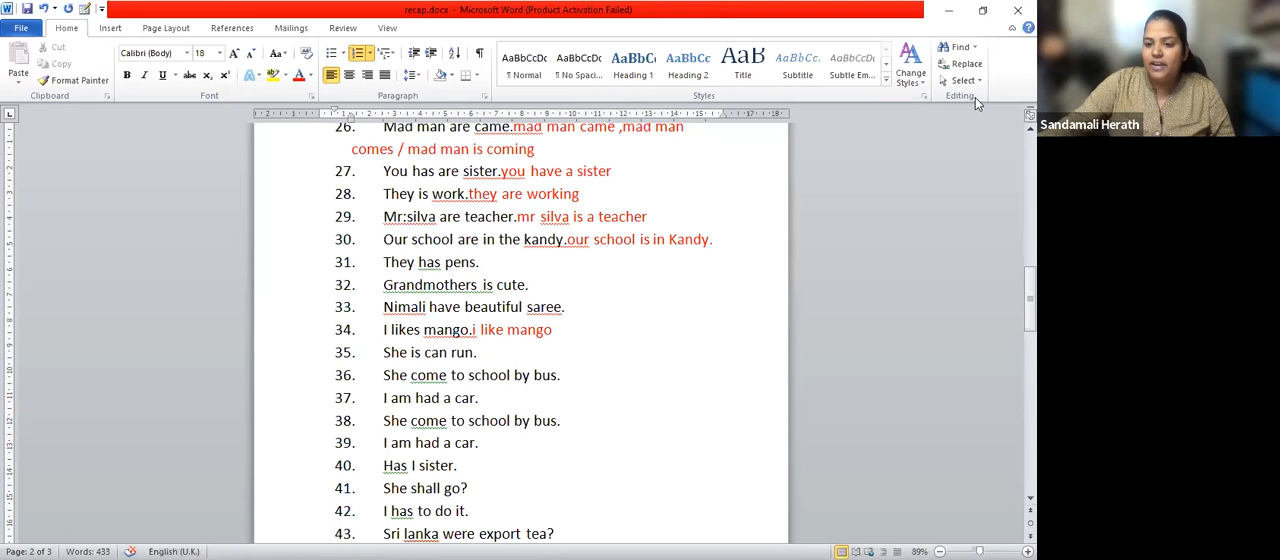 recap.docx - Microsoft Word (Product Activation Failed)
File Home Insert Page Layout References Mailings Review View
Paste Cut Copy Format Painter Clipboard
Calibri (Body) 18 Font
Paragraph
AaBbCcDc ¶ Normal AaBbCcDc ¶ No Spaci... AaBbCc Heading 1 AaBbCc Heading 2 AaB Title AaBbCc. Subtitle AaBbCcDc Subtle Em... Change Styles Styles
Find Replace Select Editing
Sandamali Herath
26. Mad man are came.mad man came ,mad man
comes / mad man is coming
27. You has are sister.you have a sister
28. They is work.they are working
29. Mr:silva are teacher.mr silva is a teacher
30. Our school are in the kandy.our school is in Kandy.
31. They has pens.
32. Grandmothers is cute.
33. Nimali have beautiful saree.
34. I likes mango.i like mango
35. She is can run.
36. She come to school by bus.
37. I am had a car.
38. She come to school by bus.
39. I am had a car.
40. Has I sister.
41. She shall go?
42. I has to do it.
43. Sri lanka were export tea?
Page: 2 of 3 Words: 433 English (U.K.) 89%